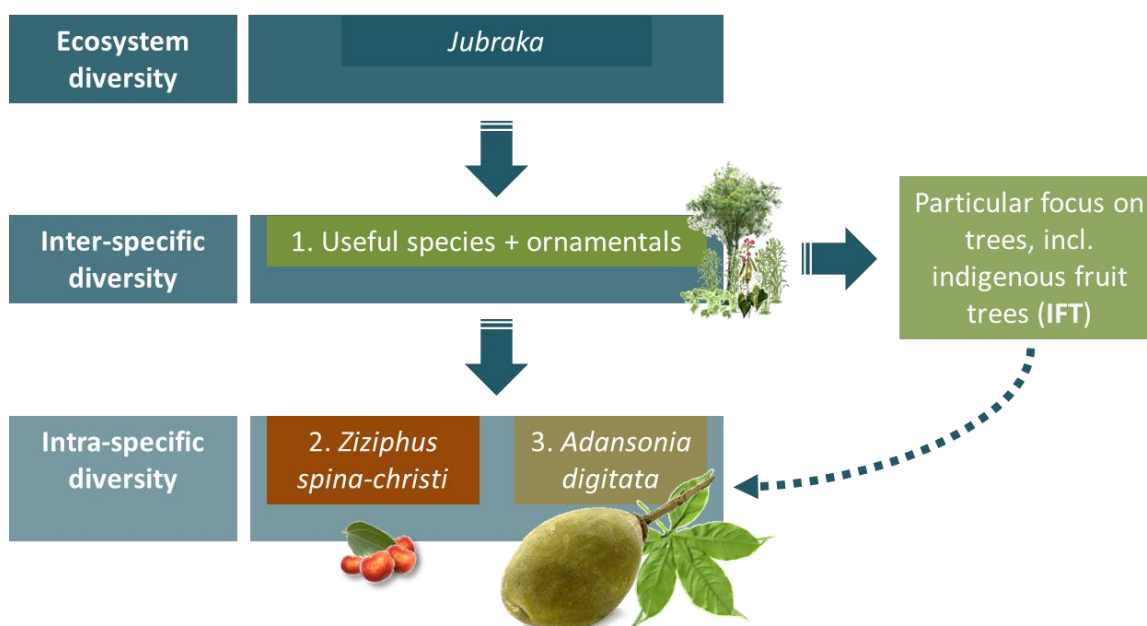 Ecosystem
diversity
Jubraka
Inter-specific
diversity
1. Useful species + ornamentals
Particular focus on
trees, incl.
indigenous fruit
trees (IFT)
Intra-specific
diversity
2. Ziziphus
spina-christi
3. Adansonia
digitata